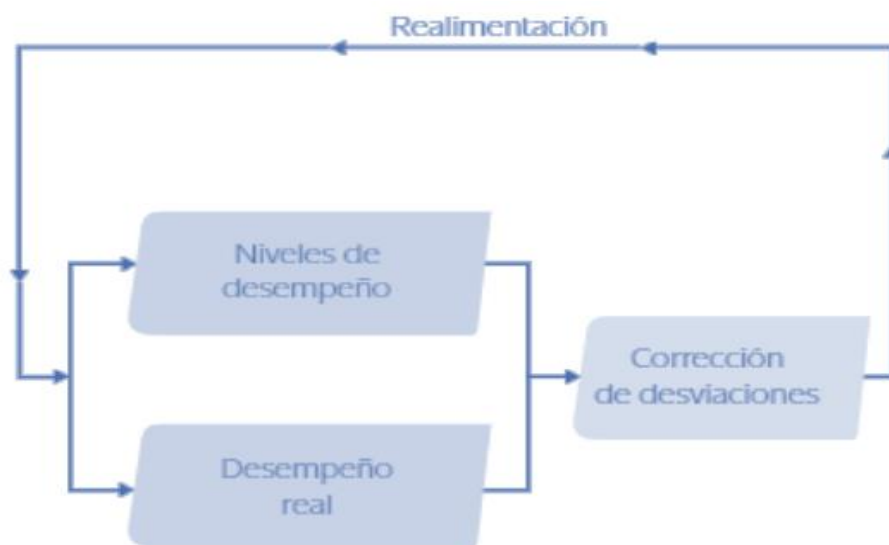 Realimentación
Niveles de
desempeño
Corrección
de desviaciones
Desempeño
real